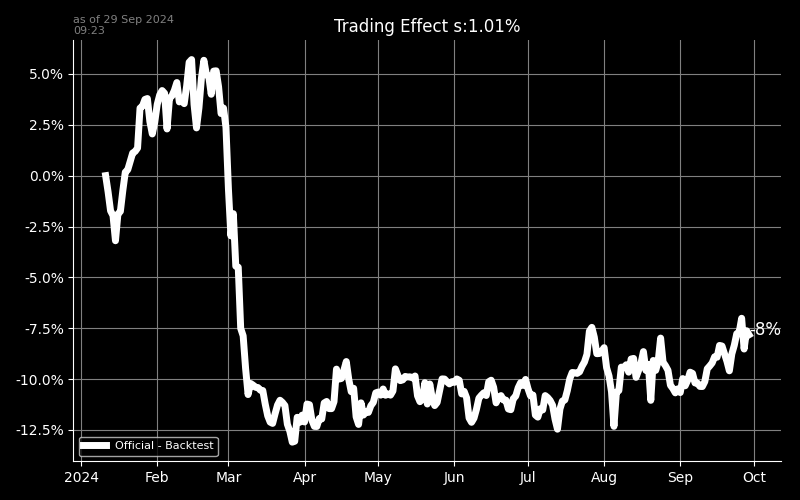 as of 29 Sep 2024
09:23
Trading Effect s:1.01%
5.0%
2.5%
0.0%
-2.5%
-5.0%
-7.5%
-10.0%
-12.5%
-8%
Official - Backtest
2024 Feb Mar Apr May Jun Jul Aug Sep Oct